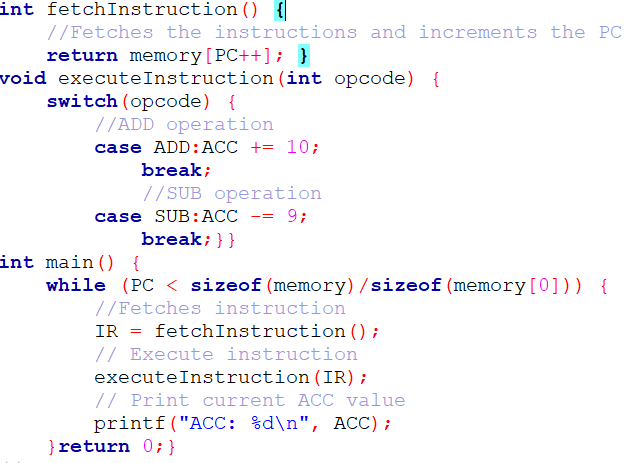 int fetchInstruction() {
    //Fetches the instructions and increments the PC
    return memory[PC++]; }
void executeInstruction(int opcode) {
    switch(opcode) {
        //ADD operation
        case ADD:ACC += 10;
            break;
            //SUB operation
        case SUB:ACC -= 9;
            break;}}
int main() {
    while (PC < sizeof(memory)/sizeof(memory[0])) {
        //Fetches instruction
        IR = fetchInstruction();
        // Execute instruction
        executeInstruction(IR);
        // Print current ACC value
        printf("ACC: %d\n", ACC);
    }return 0;}